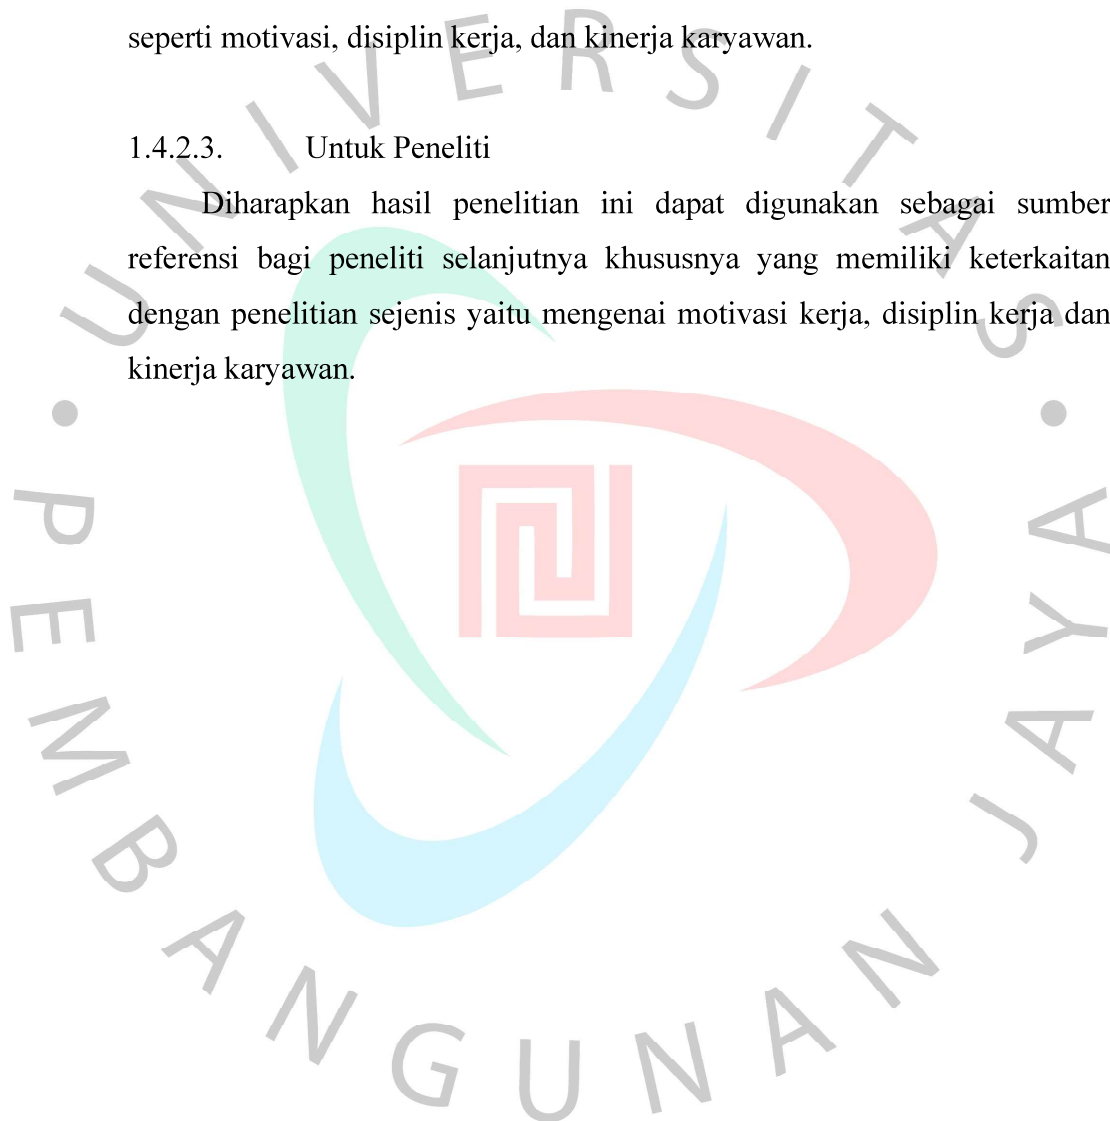 seperti motivasi, disiplin kerja, dan kinerja karyawan.
1.4.2.3. Untuk Peneliti
Diharapkan hasil penelitian ini dapat digunakan sebagai sumber
referensi bagi peneliti selanjutnya khususnya yang memiliki keterkaitan
dengan penelitian sejenis yaitu mengenai motivasi kerja, disiplin kerja dan
kinerja karyawan.
UNIVERSITAS • PEMBANGUNAN JAYA •